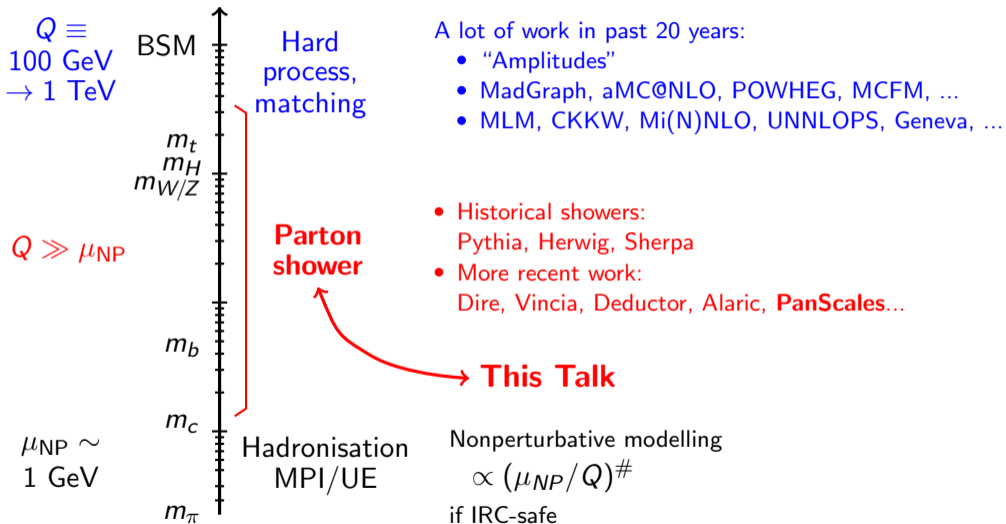 Q ≡
100 GeV
→ 1 TeV
BSM
Hard
process,
matching
A lot of work in past 20 years:
• “Amplitudes”
• MadGraph, aMC@NLO, POWHEG, MCFM, ...
• MLM, CKKW, Mi(N)NLO, UNNLOPS, Geneva, ...
m_t
m_H
m_{W/Z}
Q ≫ μ_NP
Parton
shower
• Historical showers:
Pythia, Herwig, Sherpa
• More recent work:
Dire, Vincia, Deductor, Alaric, PanScales...
m_b
This Talk
m_c
μ_NP ∼
1 GeV
Hadronisation
MPI/UE
Nonperturbative modelling
∝ (μ_NP/Q)^#
if IRC-safe
m_π